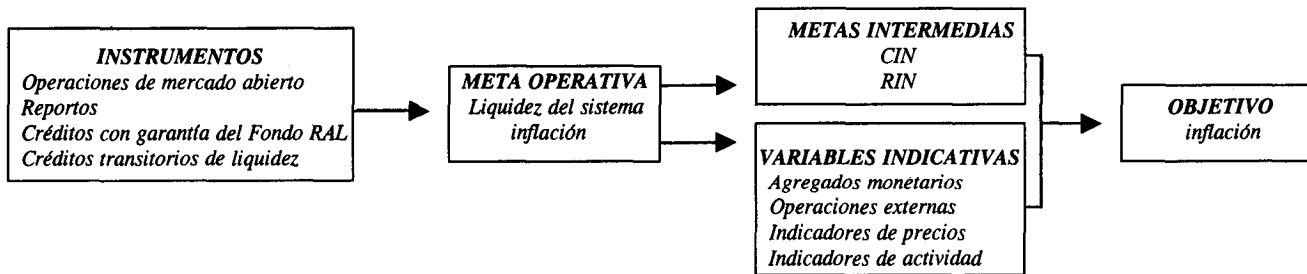 INSTRUMENTOS
Operaciones de mercado abierto
Reportos
Créditos con garantía del Fondo RAL
Créditos transitorios de liquidez
META OPERATIVA
Liquidez del sistema
inflación
METAS INTERMEDIAS
CIN
RIN
VARIABLES INDICATIVAS
Agregados monétarios
Operaciones externas
Indicadores de precios
Indicadores de actividad
OBJETIVO
inflación